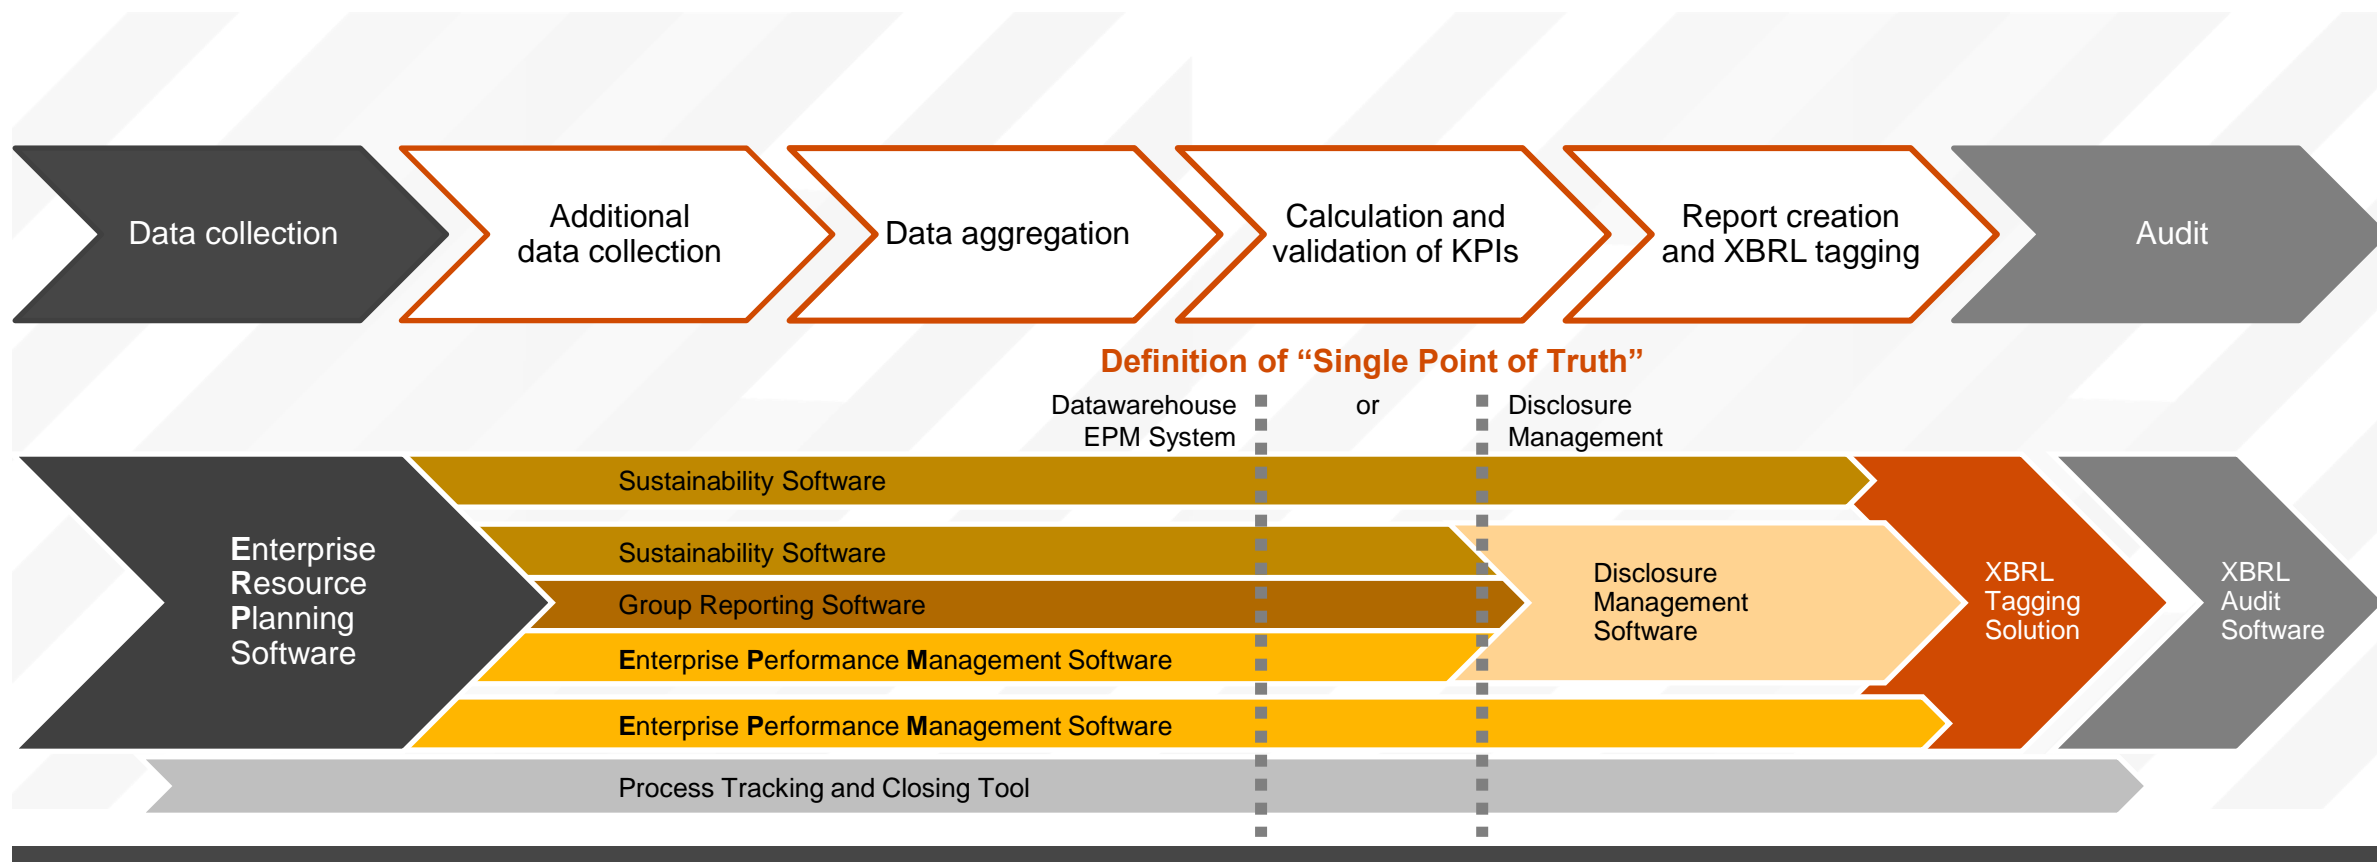 Data collection
Additional
data collection
Data aggregation
Calculation and
validation of KPIs
Report creation
and XBRL tagging
Audit
Definition of “Single Point of Truth”
Datawarehouse
EPM System
or
Disclosure
Management
Enterprise
Resource
Planning
Software
Sustainability Software
Sustainability Software
Group Reporting Software
Enterprise Performance Management Software
Enterprise Performance Management Software
Disclosure
Management
Software
XBRL
Tagging
Solution
XBRL
Audit
Software
Process Tracking and Closing Tool